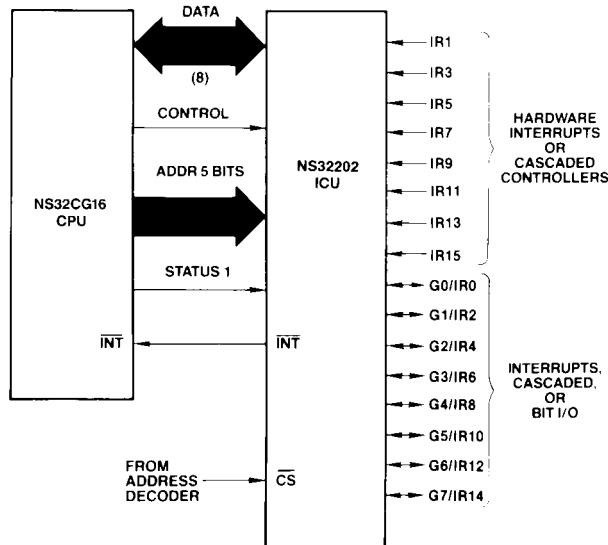 DATA
(8)
CONTROL
ADDR 5 BITS
NS32CG16
CPU
STATUS 1
INT
NS32202
ICU
INT
FROM
ADDRESS
DECODER
CS
IR1
IR3
IR5
IR7
IR9
IR11
IR13
IR15
HARDWARE
INTERRUPTS
OR
CASCADED
CONTROLLERS
G0/IR0
G1/IR2
G2/IR4
G3/IR6
G4/IR8
G5/IR10
G6/IR12
G7/IR14
INTERRUPTS,
CASCADED,
OR
BIT I/O